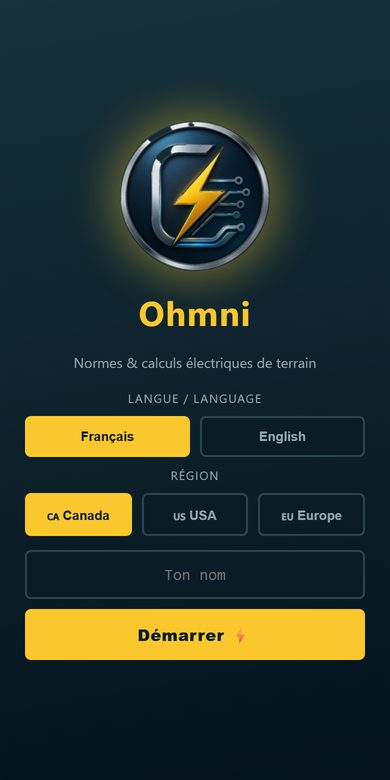 Ohmni
Normes & calculs électriques de terrain
LANGUE / LANGUAGE
Français English
RÉGION
CA Canada US USA EU Europe
Ton nom
Démarrer ⚡